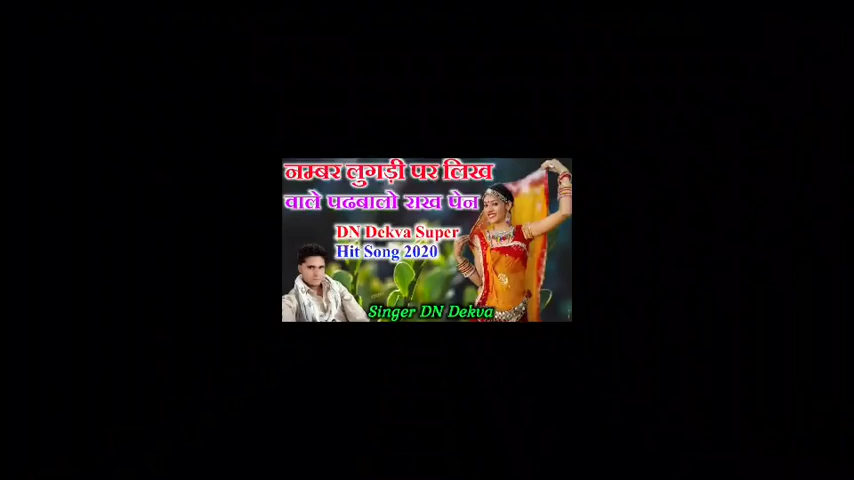 नम्बर लुगड़ी पर लिख
वाले पढबालो राख पेन
DN Dekva Super
Hit Song 2020
Singer DN Dekva